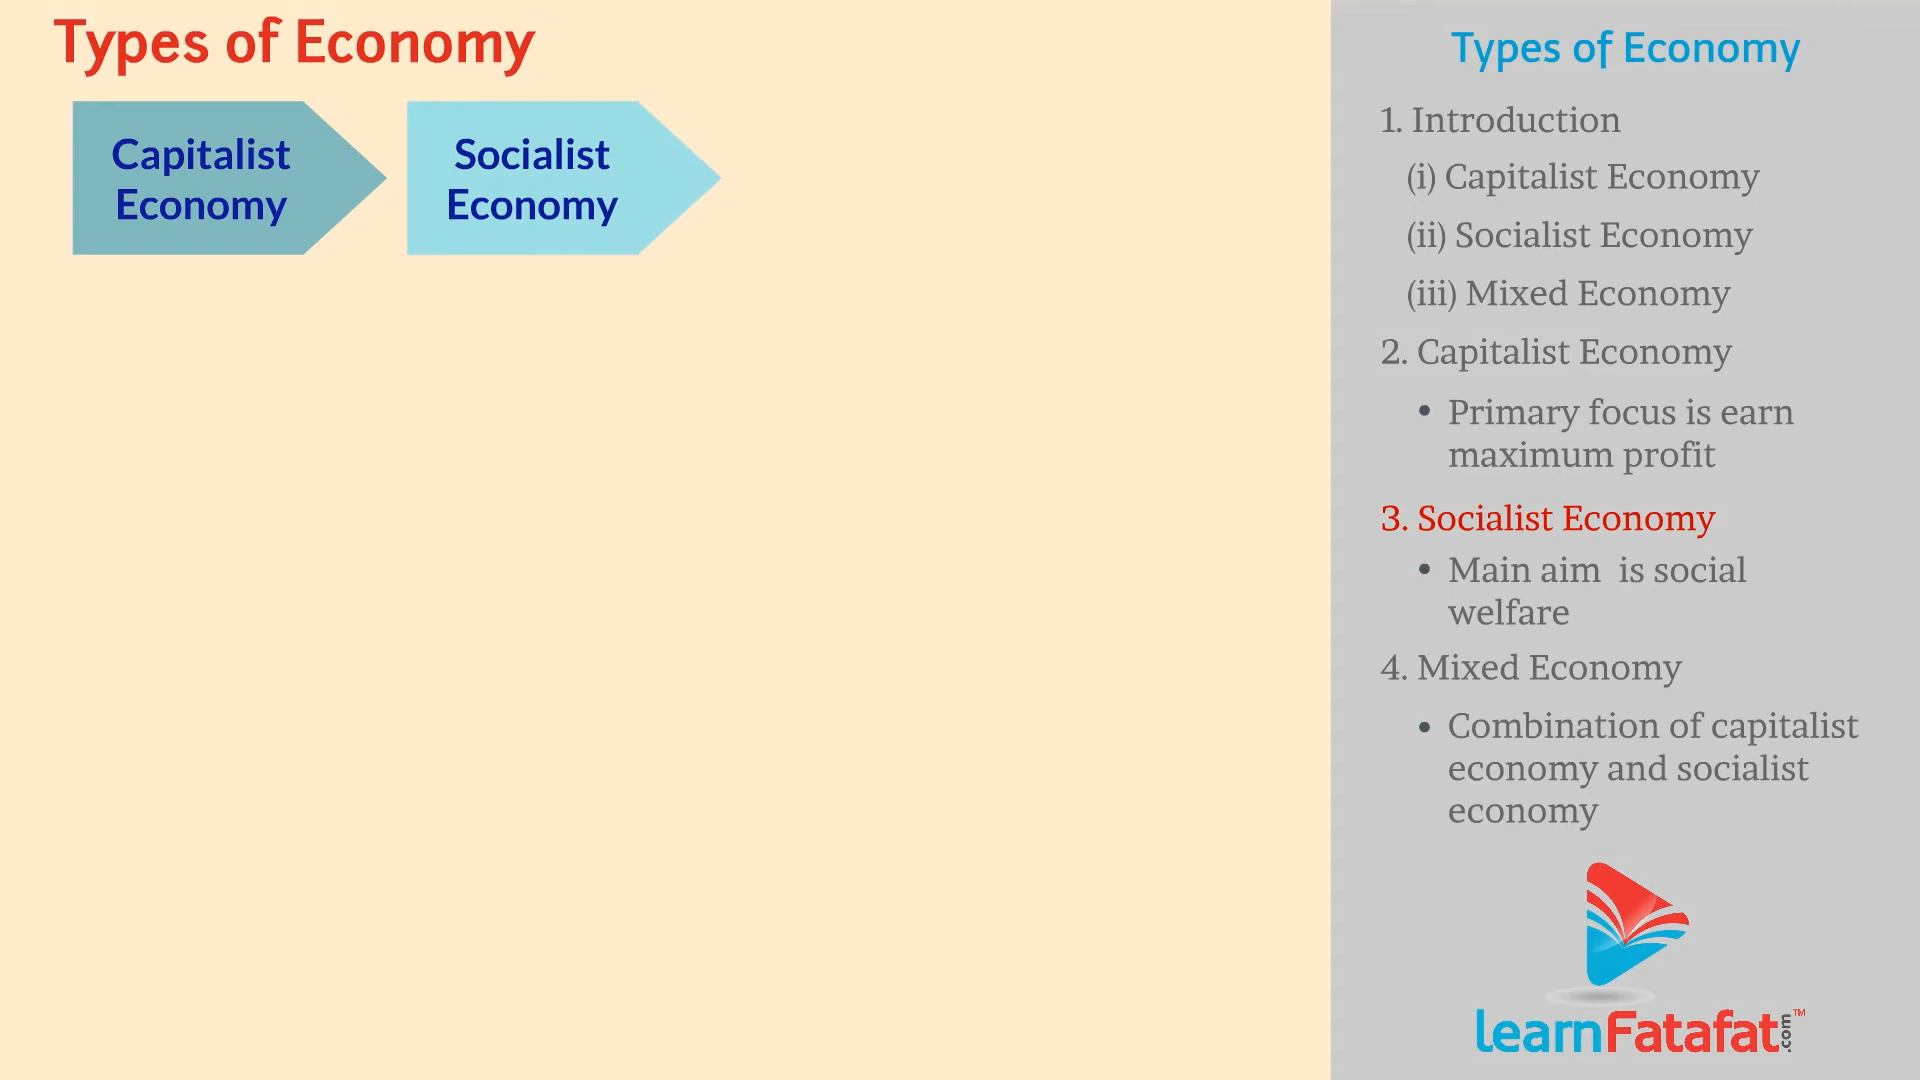 Types of Economy
Capitalist
Economy
Socialist
Economy
Types of Economy
1. Introduction
(i) Capitalist Economy
(ii) Socialist Economy
(iii) Mixed Economy
2. Capitalist Economy
• Primary focus is earn
maximum profit
3. Socialist Economy
• Main aim is social
welfare
4. Mixed Economy
• Combination of capitalist
economy and socialist
economy
learnFatafat.com™